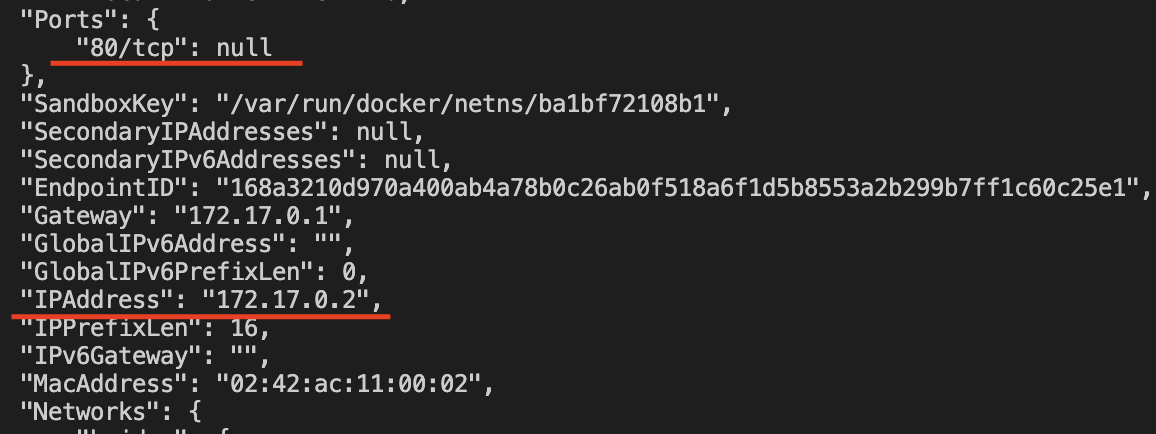 "Ports": {
"80/tcp": null
},
"SandboxKey": "/var/run/docker/netns/ba1bf72108b1",
"SecondaryIPAddresses": null,
"SecondaryIPv6Addresses": null,
"EndpointID": "168a3210d970a400ab4a78b0c26ab0f518a6f1d5b8553a2b299b7ff1c60c25e1",
"Gateway": "172.17.0.1",
"GlobalIPv6Address": "",
"GlobalIPv6PrefixLen": 0,
"IPAddress": "172.17.0.2",
"IPPrefixLen": 16,
"IPv6Gateway": "",
"MacAddress": "02:42:ac:11:00:02",
"Networks": {